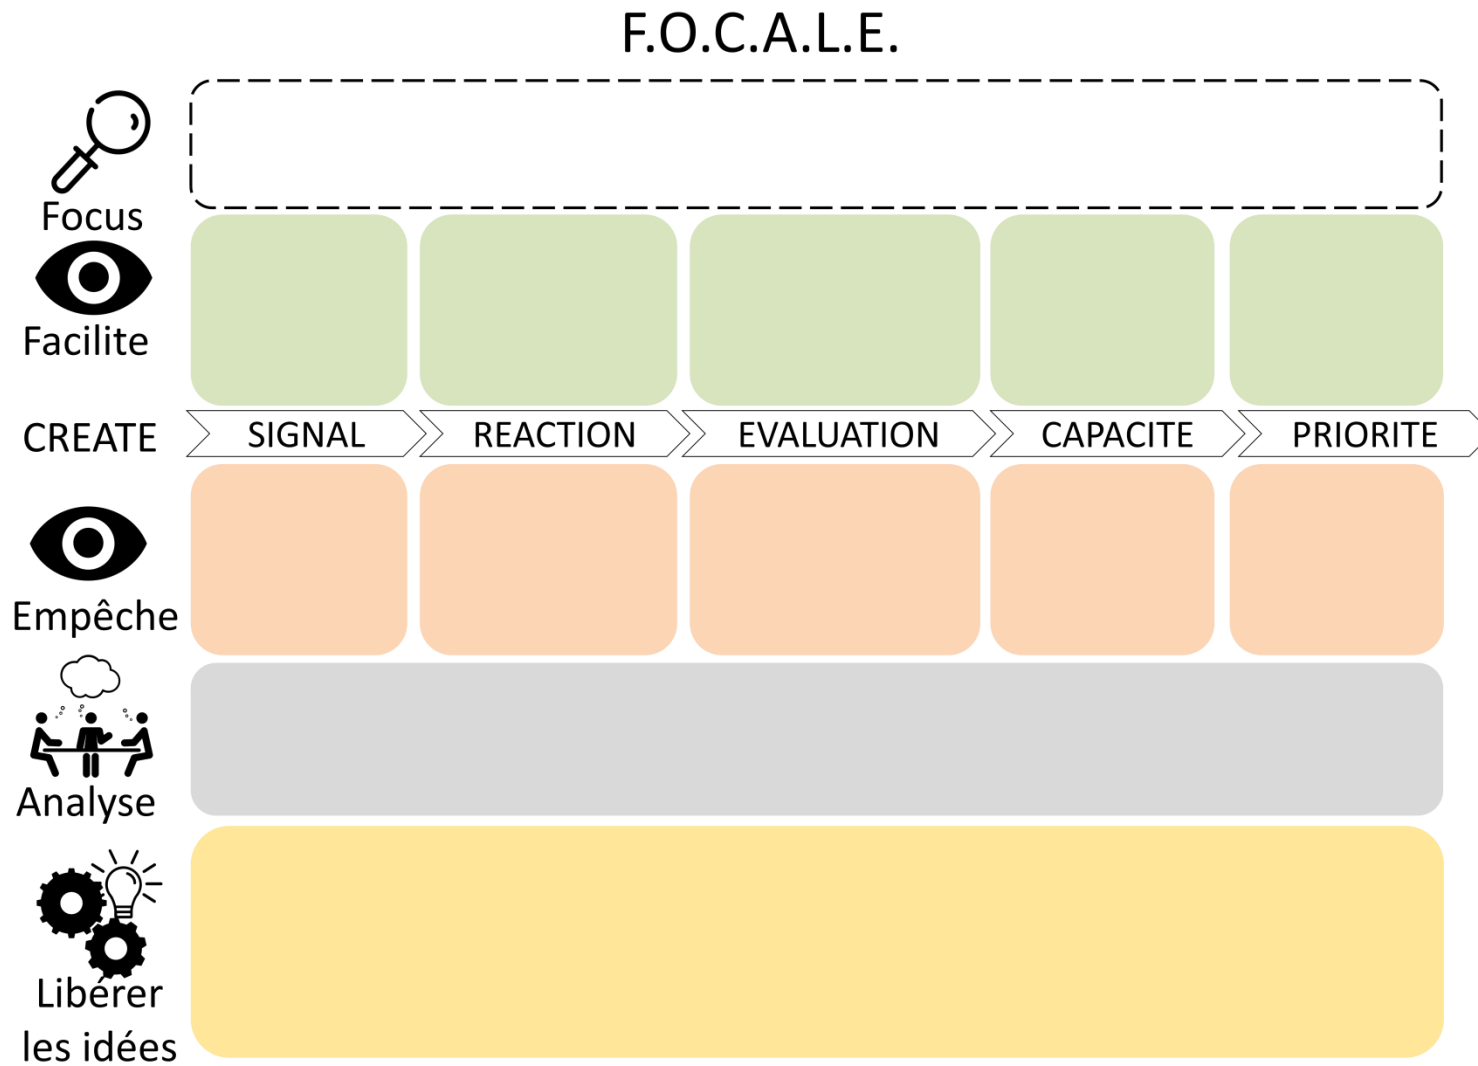 F.O.C.A.L.E.
Focus
Facilite
CREATE
SIGNAL
REACTION
EVALUATION
CAPACITE
PRIORITE
Empêche
Analyse
Libérer
les idées